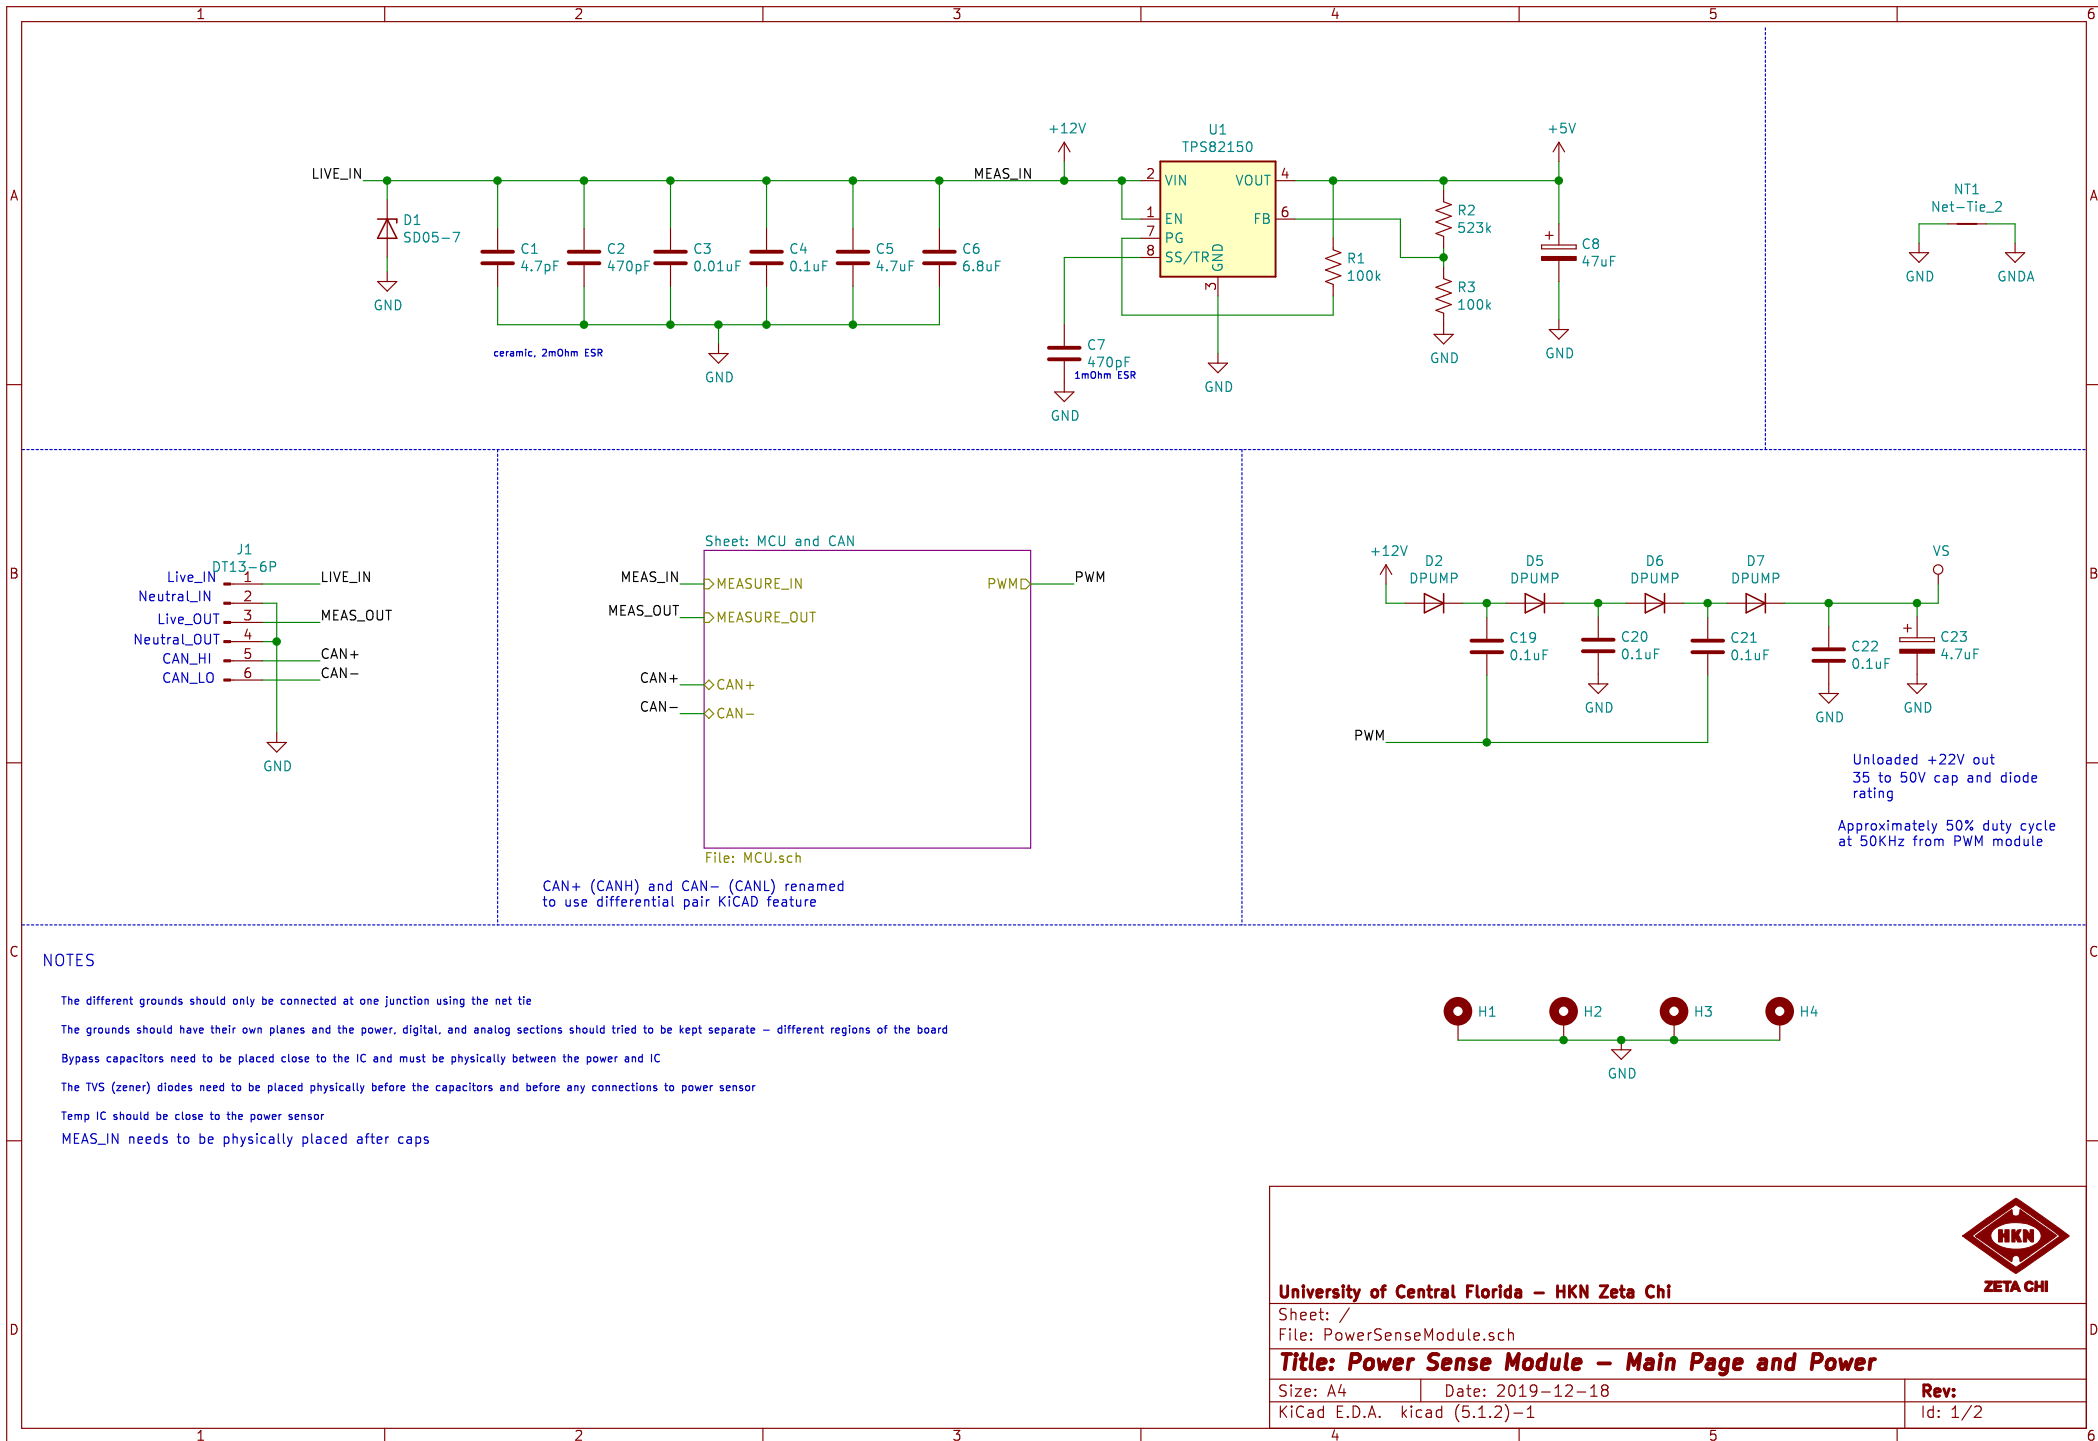 1 2 3 4 5 6
A
A
+12V
U1
TPS82150
+5V
LIVE_IN
MEAS_IN
2 VIN VOUT 4
1 EN FB 6
7 PG
8 SS/TR
GND
3
D1
SD05-7
GND
C1
4.7pF
C2
470pF
C3
0.01uF
C4
0.1uF
C5
4.7uF
C6
6.8uF
ceramic, 2mOhm ESR
GND
C7
470pF
1mOhm ESR
GND
GND
R1
100k
R2
523k
R3
100k
GND
+
C8
47uF
GND
NT1
Net-Tie_2
GND
GNDA
B
B
J1
DT13-6P
Live_IN 1 LIVE_IN
Neutral_IN 2
Live_OUT 3 MEAS_OUT
Neutral_OUT 4
CAN_HI 5 CAN+
CAN_LO 6 CAN-
GND
Sheet: MCU and CAN
MEAS_IN MEASURE_IN PWM PWM
MEAS_OUT MEASURE_OUT
CAN+ CAN+
CAN- CAN-
File: MCU.sch
CAN+ (CANH) and CAN- (CANL) renamed
to use differential pair KiCAD feature
+12V
D2
DPUMP
D5
DPUMP
D6
DPUMP
D7
DPUMP
VS
C19
0.1uF
C20
0.1uF
GND
C21
0.1uF
C22
0.1uF
GND
+
C23
4.7uF
GND
PWM
Unloaded +22V out
35 to 50V cap and diode
rating
Approximately 50% duty cycle
at 50KHz from PWM module
C
C
NOTES
The different grounds should only be connected at one junction using the net tie
The grounds should have their own planes and the power, digital, and analog sections should tried to be kept separate - different regions of the board
Bypass capacitors need to be placed close to the IC and must be physically between the power and IC
The TVS (zener) diodes need to be placed physically before the capacitors and before any connections to power sensor
Temp IC should be close to the power sensor
MEAS_IN needs to be physically placed after caps
H1 H2 H3 H4
GND
D
D
HKN
ZETA CHI
University of Central Florida - HKN Zeta Chi
Sheet: /
File: PowerSenseModule.sch
Title: Power Sense Module - Main Page and Power
Size: A4 Date: 2019-12-18 Rev:
KiCad E.D.A. kicad (5.1.2)-1 Id: 1/2
1 2 3 4 5 6